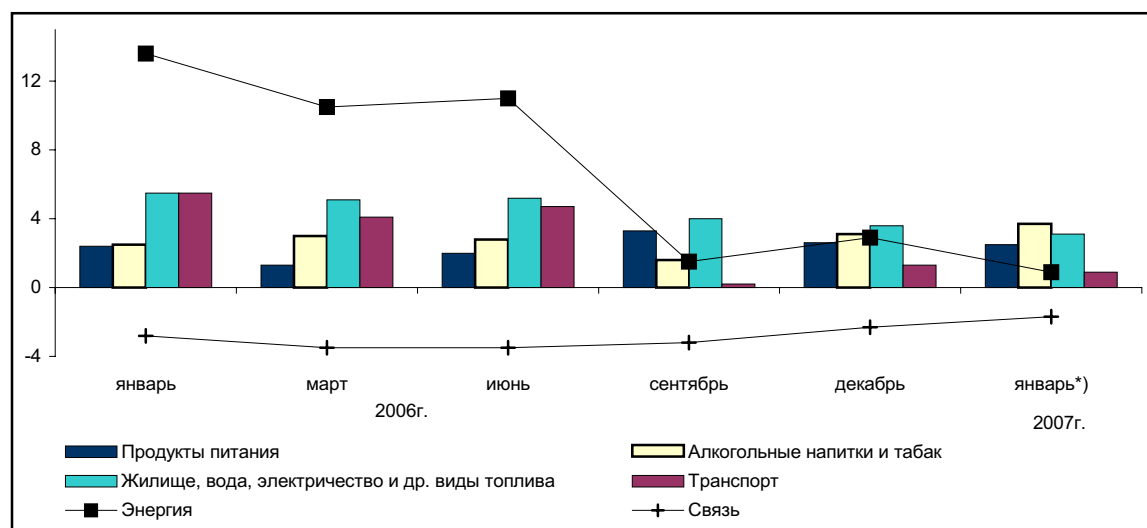 12
8
4
0
-4
январь март июнь сентябрь декабрь январь*)
2006г. 2007г.
Продукты питания Алкогольные напитки и табак
Жилище, вода, электричество и др. виды топлива Транспорт
Энергия Связь